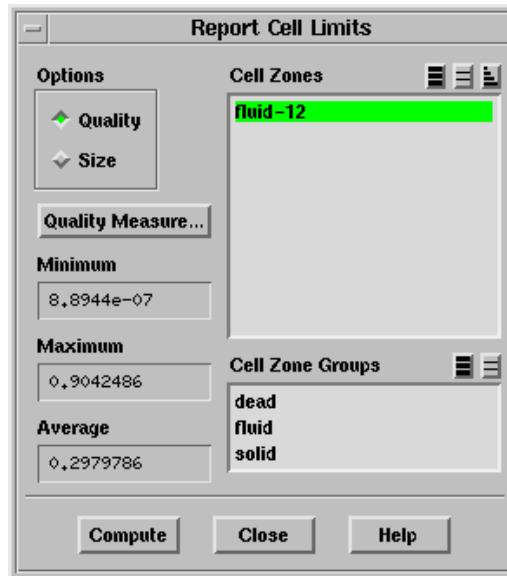 Report Cell Limits
Options
Quality
Size
Quality Measure...
Minimum
8.8944e-07
Maximum
0.9042486
Average
0.2979786
Cell Zones
fluid-12
Cell Zone Groups
dead
fluid
solid
Compute
Close
Help